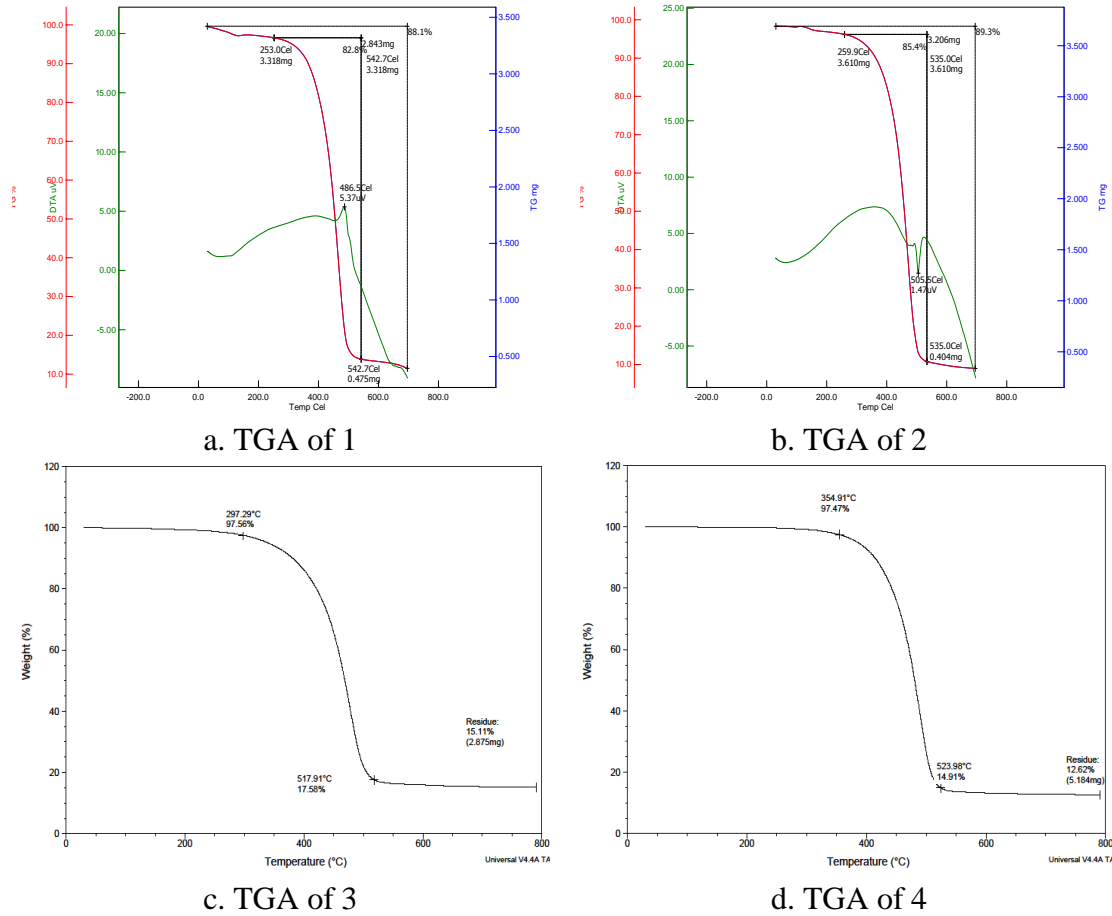 100.0
90.0
80.0
70.0
60.0
50.0
40.0
30.0
20.0
10.0
TG %
20.00
15.00
10.00
5.00
0.00
-5.00
DTA uV
3.500
3.000
2.500
2.000
1.500
1.000
0.500
TG mg
88.1%
2.843mg
82.8%
253.0Cel
3.318mg
542.7Cel
3.318mg
486.5Cel
5.37uV
542.7Cel
0.475mg
-200.0 0.0 200.0 400.0 600.0 800.0
Temp Cel
a. TGA of 1
100.0
90.0
80.0
70.0
60.0
50.0
40.0
30.0
20.0
10.0
TG %
25.00
20.00
15.00
10.00
5.00
0.00
-5.00
DTA uV
3.500
3.000
2.500
2.000
1.500
1.000
0.500
TG mg
89.3%
3.206mg
85.4%
259.9Cel
3.610mg
535.0Cel
3.610mg
505.5Cel
1.47uV
535.0Cel
0.404mg
-200.0 0.0 200.0 400.0 600.0 800.0
Temp Cel
b. TGA of 2
120
100
80
60
40
20
0
Weight (%)
297.29°C
97.56%
Residue:
15.11%
(2.875mg)
517.91°C
17.58%
0 200 400 600 800
Temperature (°C)
Universal V4.4A TA
c. TGA of 3
120
100
80
60
40
20
0
Weight (%)
354.91°C
97.47%
Residue:
12.62%
(5.184mg)
523.98°C
14.91%
0 200 400 600 800
Temperature (°C)
Universal V4.4A TA
d. TGA of 4